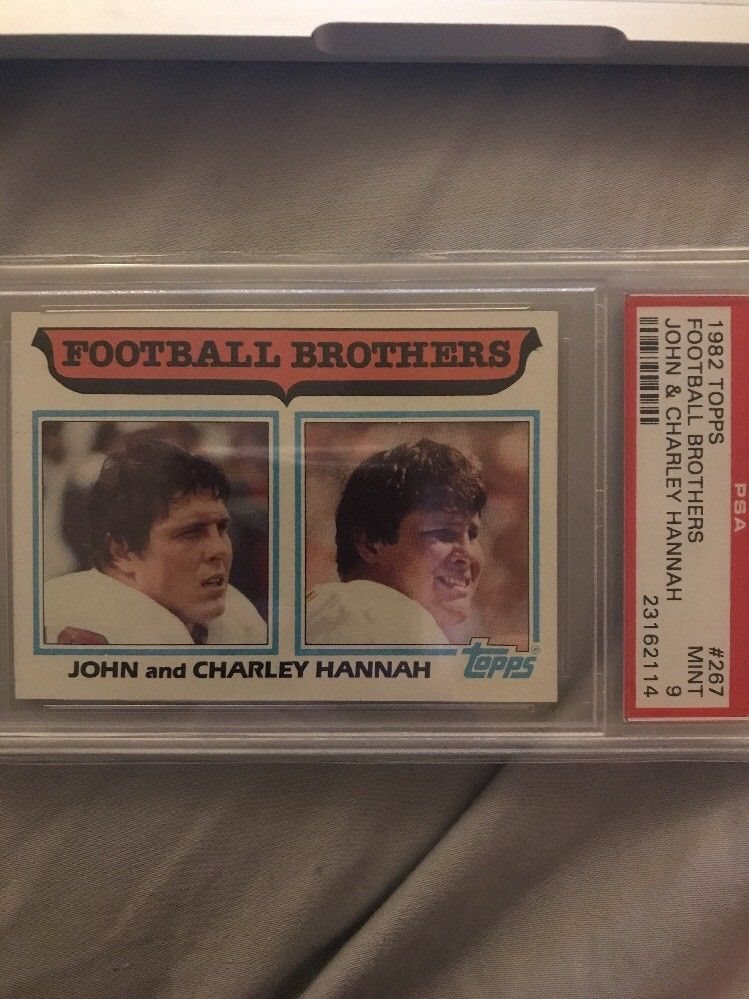 FOOTBALL BROTHERS
JOHN and CHARLEY HANNAH
topps®
PSA
1982 TOPPS #267
FOOTBALL BROTHERS MINT
JOHN & CHARLEY HANNAH 9
23162114